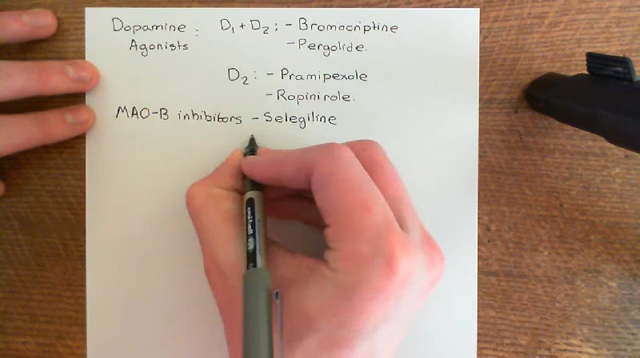 Dopamine : D₁ + D₂ : - Bromocriptine
Agonists - Pergolide.
D₂ : - Pramipexole
- Ropinirole.
MAO-B inhibitors - Selegiline